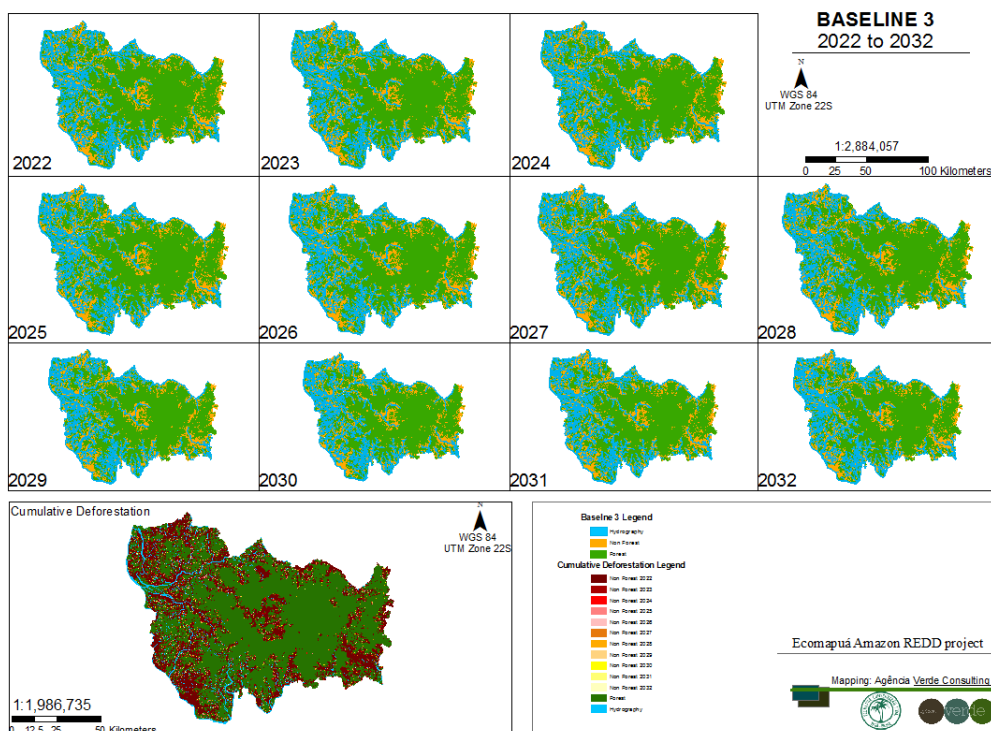 BASELINE 3
2022 to 2032
N
WGS 84
UTM Zone 22S
1:2,884,057
0 25 50 100 Kilometers
2022
2023
2024
2025
2026
2027
2028
2029
2030
2031
2032
Cumulative Deforestation
N
WGS 84
UTM Zone 22S
1:1,986,735
0 12.5 25 50 Kilometers
Baseline 3 Legend
Hydrography
Non Forest
Forest
Cumulative Deforestation Legend
Non Forest 2022
Non Forest 2023
Non Forest 2024
Non Forest 2025
Non Forest 2026
Non Forest 2027
Non Forest 2028
Non Forest 2029
Non Forest 2030
Non Forest 2031
Non Forest 2032
Forest
Hydrography
Ecomapuá Amazon REDD project
Mapping: Agência Verde Consulting
verde